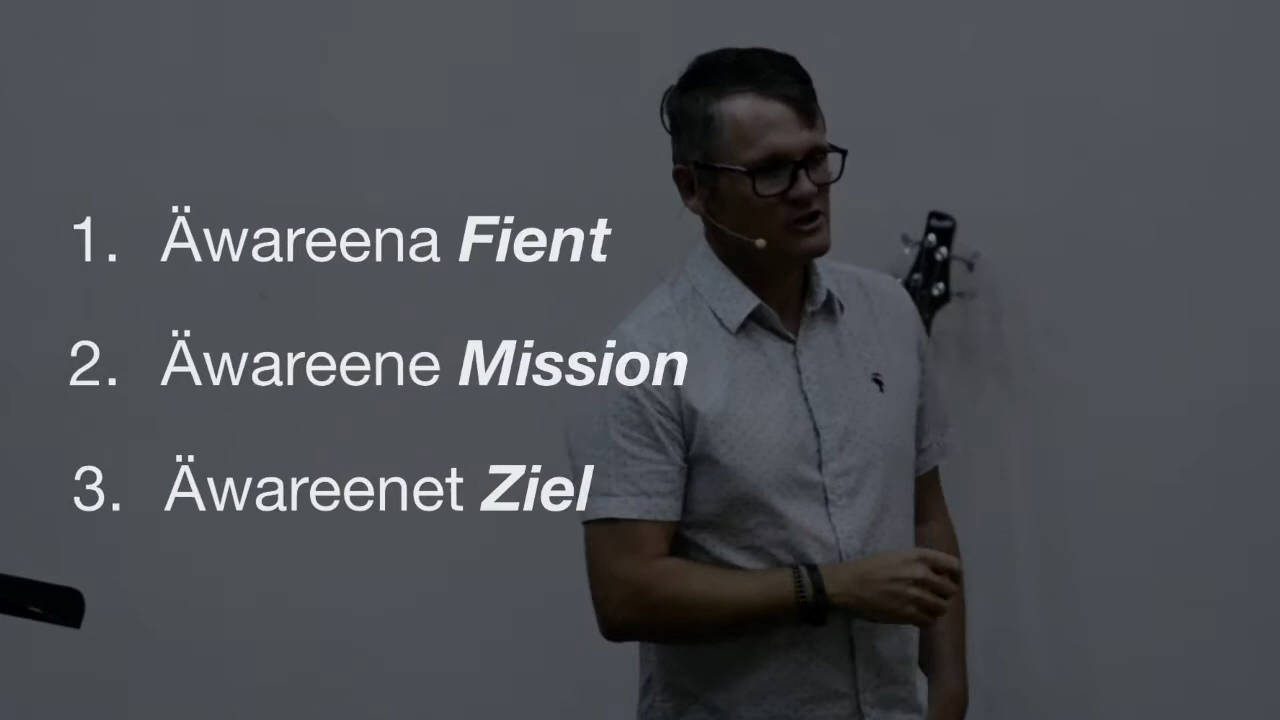 1. Äwareena Fient
2. Äwareene Mission
3. Äwareenet Ziel